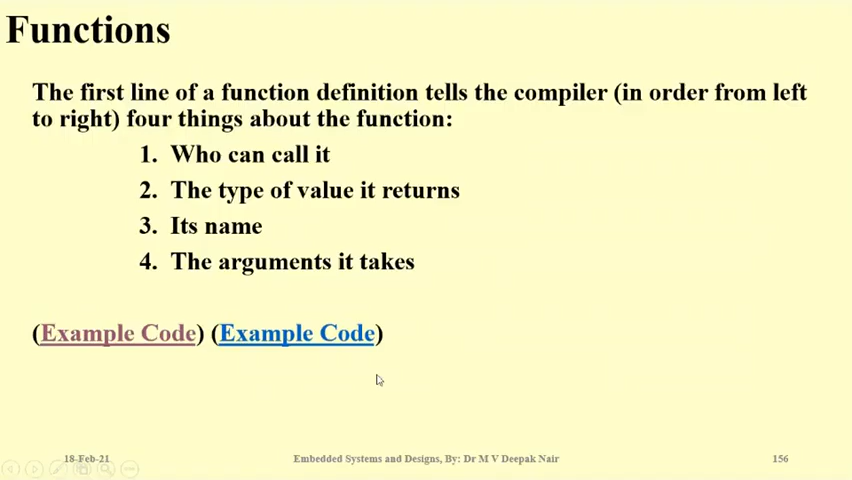 Functions
The first line of a function definition tells the compiler (in order from left
to right) four things about the function:
1. Who can call it
2. The type of value it returns
3. Its name
4. The arguments it takes
(Example Code) (Example Code)
18-Feb-21
Embedded Systems and Designs, By: Dr M V Deepak Nair
156